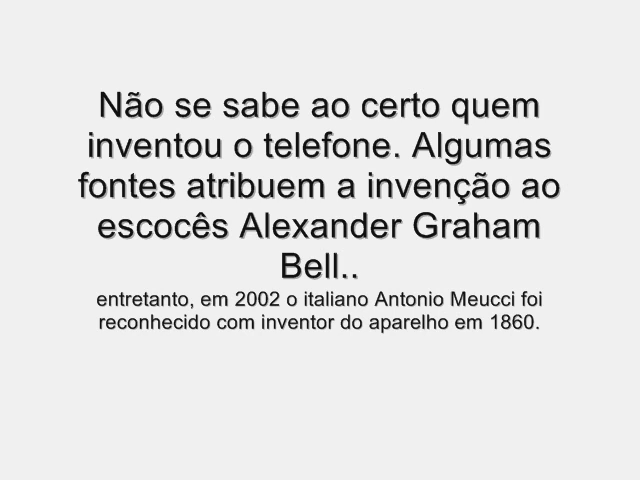 Não se sabe ao certo quem
inventou o telefone. Algumas
fontes atribuem a invenção ao
escocês Alexander Graham
Bell..
entretanto, em 2002 o italiano Antonio Meucci foi
reconhecido com inventor do aparelho em 1860.